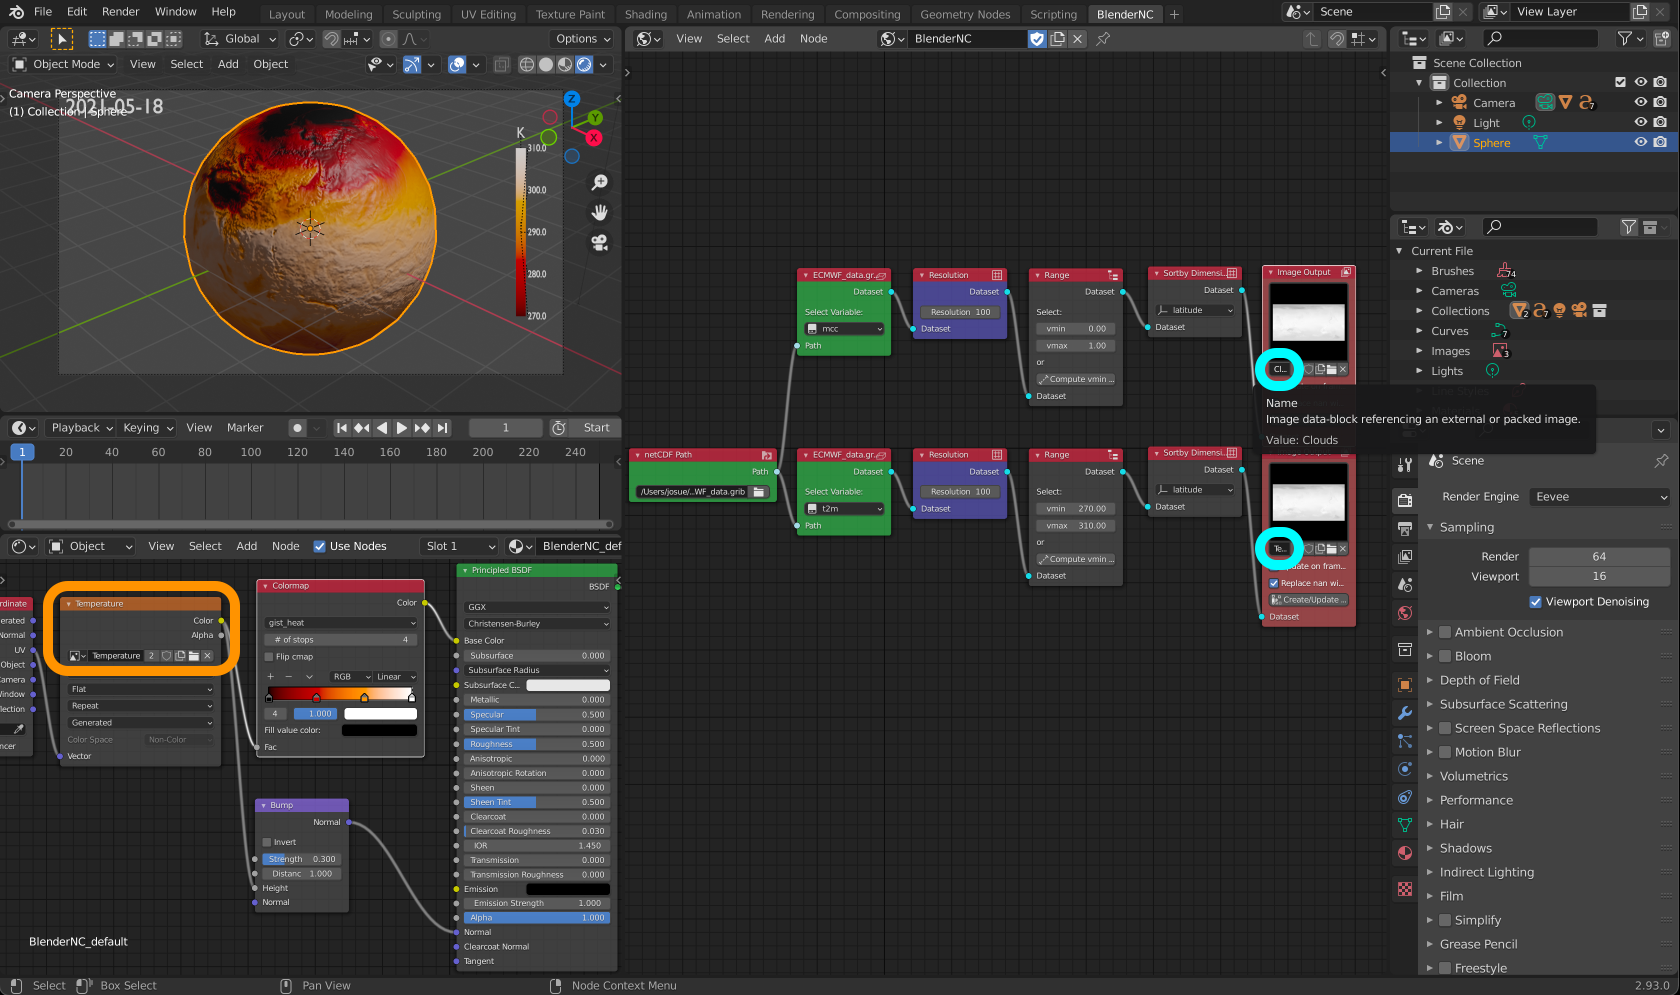 File Edit Render Window Help
Layout Modeling Sculpting UV Editing Texture Paint Shading Animation Rendering Compositing Geometry Nodes Scripting BlenderNC +
Scene
View Layer
Global
Options
View Select Add Node
BlenderNC
Object Mode View Select Add Object
Camera Perspective
2021-05-18
(1) Collection | Sphere
Z
Y
X
K
310.0
300.0
290.0
280.0
270.0
Scene Collection
Collection
Camera
7
Light
Sphere
Current File
Brushes
74
Cameras
Collections
2
7
Curves
7
Images
3
Lights
ECMWF_data.gr...
Dataset
Select Variable:
mcc
Path
Resolution
Dataset
Resolution 100
Dataset
Range
Dataset
Select:
vmin 0.00
vmax 1.00
or
Compute vmin ...
Dataset
Sortby Dimensi...
Dataset
latitude
Dataset
Image Output
Cl...
Name
Image data-block referencing an external or packed image.
Value: Clouds
netCDF Path
Path
/Users/josue/...WF_data.grib
ECMWF_data.gr...
Dataset
Select Variable:
t2m
Path
Resolution
Dataset
Resolution 100
Dataset
Range
Dataset
Select:
vmin 270.00
vmax 310.00
or
Compute vmin ...
Dataset
Sortby Dimensi...
Dataset
latitude
Dataset
Te...
Replace nan wi...
Create/Update ...
Dataset
Playback Keying View Marker
1
Start
1 20 40 60 80 100 120 140 160 180 200 220 240
Object View Select Add Node Use Nodes Slot 1 BlenderNC_def
Temperature
Color
Alpha
Temperature 2
Flat
Repeat
Generated
Color Space Non-Color
Vector
UV
Object
Colormap
Color
gist_heat
# of stops 4
Flip cmap
+ − RGB Linear
4 1.000
Fill value color:
Fac
Bump
Normal
Invert
Strength 0.300
Distanc 1.000
Height
Normal
Principled BSDF
BSDF
GGX
Christensen-Burley
Base Color
Subsurface 0.000
Subsurface Radius
Subsurface C...
Metallic 0.000
Specular 0.500
Specular Tint 0.000
Roughness 0.500
Anisotropic 0.000
Anisotropic Rotation 0.000
Sheen 0.000
Sheen Tint 0.500
Clearcoat 0.000
Clearcoat Roughness 0.030
IOR 1.450
Transmission 0.000
Transmission Roughness 0.000
Emission
Emission Strength 1.000
Alpha 1.000
Normal
Clearcoat Normal
Tangent
BlenderNC_default
Scene
Render Engine Eevee
Sampling
Render 64
Viewport 16
Viewport Denoising
Ambient Occlusion
Bloom
Depth of Field
Subsurface Scattering
Screen Space Reflections
Motion Blur
Volumetrics
Performance
Hair
Shadows
Indirect Lighting
Film
Simplify
Grease Pencil
Freestyle
Select Box Select Pan View Node Context Menu 2.93.0